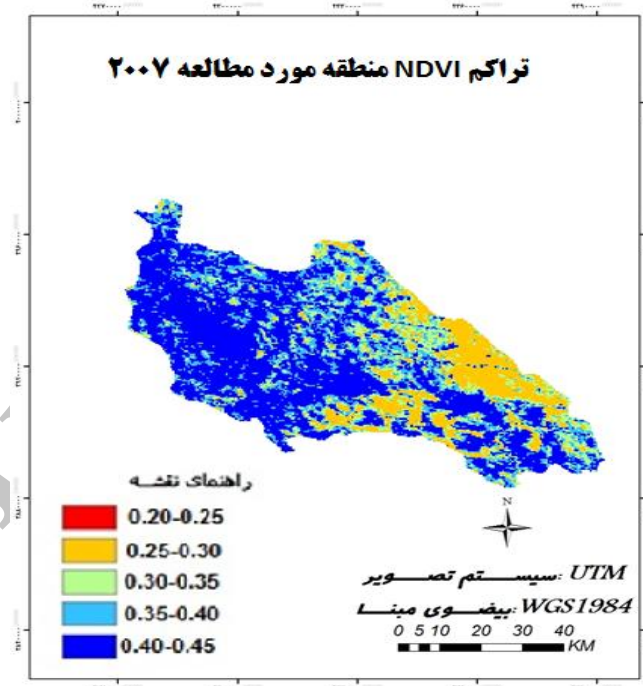 تراکم NDVI منطقه مورد مطالعه ۲۰۰۷
راهنمای نقشه
0.20-0.25
0.25-0.30
0.30-0.35
0.35-0.40
0.40-0.45
N
سیستم تصویر: UTM
بیضوی مبنا: WGS1984
0 5 10 20 30 40
KM